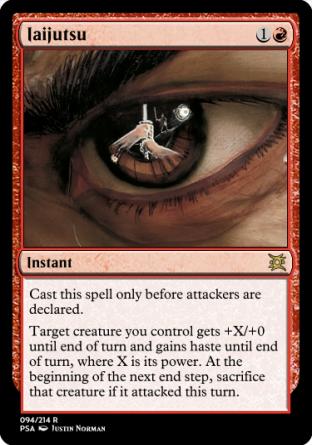 Iaijutsu 1
Instant
Cast this spell only before attackers are
declared.
Target creature you control gets +X/+0
until end of turn and gains haste until end
of turn, where X is its power. At the
beginning of the next end step, sacrifice
that creature if it attacked this turn.
094/214 R
PSA Justin Norman